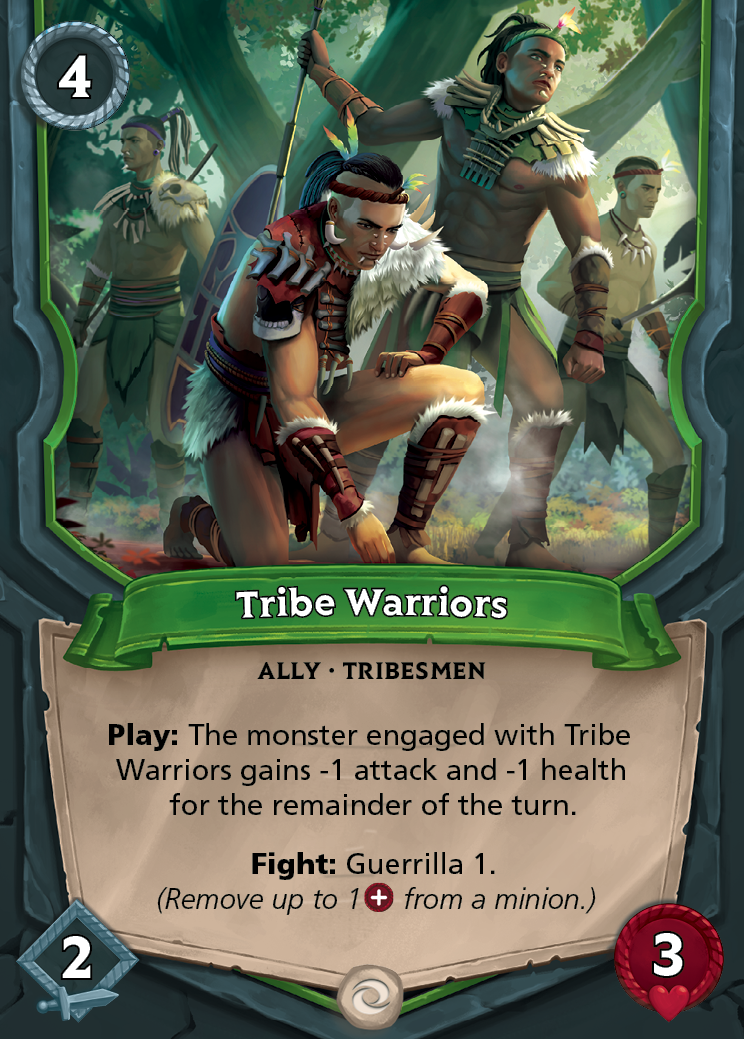 4
Tribe Warriors
ALLY · TRIBESMEN
Play: The monster engaged with Tribe
Warriors gains -1 attack and -1 health
for the remainder of the turn.
Fight: Guerrilla 1.
(Remove up to 1 + from a minion.)
2
3